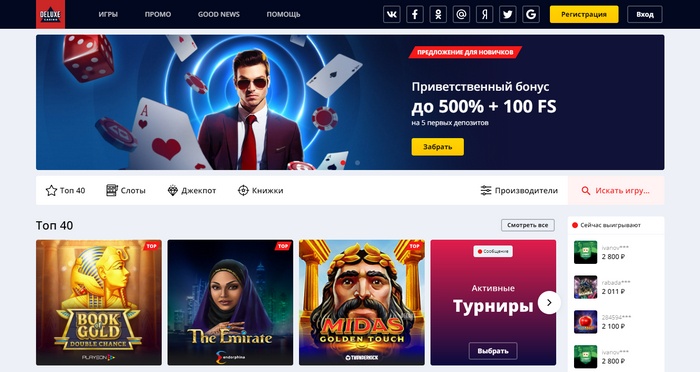 DELUXE
CASINO
ИГРЫ
ПРОМО
GOOD NEWS
ПОМОЩЬ
Регистрация
Вход
ПРЕДЛОЖЕНИЕ ДЛЯ НОВИЧКОВ
Приветственный бонус
до 500% + 100 FS
на 5 первых депозитов
Забрать
A
Топ 40
Слоты
Джекпот
Книжки
Производители
Искать игру...
Топ 40
Смотреть все
TOP
BOOK
OF
GOLD
DOUBLE CHANCE
PLAYSON
TOP
The Emirate
endorphina
TOP
MIDAS
GOLDEN TOUCH
THUNDERKICK
Сообщение
Активные
Турниры
Выбрать
Сейчас выигрывают
ivanov***
2 800 ₽
rabada***
2 011 ₽
284594***
2 100 ₽
ivanov***
2 800 ₽